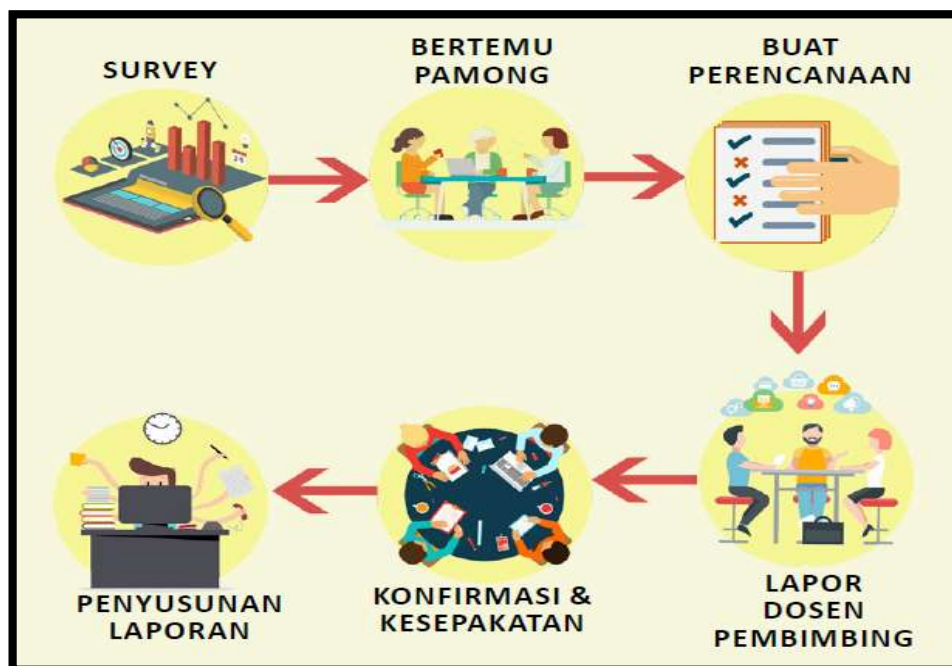 SURVEY
BERTEMU
PAMONG
BUAT
PERENCANAAN
LAPOR
DOSEN
PEMBIMBING
KONFIRMASI &
KESEPAKATAN
PENYUSUNAN
LAPORAN